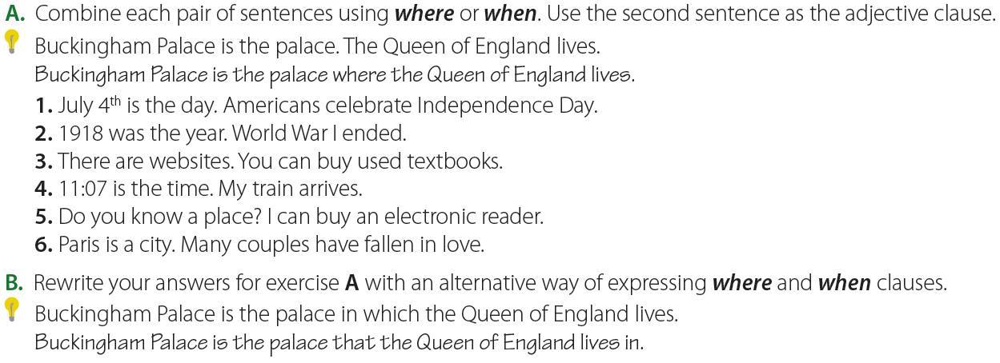 A. Combine each pair of sentences using where or when. Use the second sentence as the adjective clause.
Buckingham Palace is the palace. The Queen of England lives.
Buckingham Palace is the palace where the Queen of England lives.
1. July 4th is the day. Americans celebrate Independence Day.
2. 1918 was the year. World War I ended.
3. There are websites. You can buy used textbooks.
4. 11:07 is the time. My train arrives.
5. Do you know a place? I can buy an electronic reader.
6. Paris is a city. Many couples have fallen in love.
B. Rewrite your answers for exercise A with an alternative way of expressing where and when clauses.
Buckingham Palace is the palace in which the Queen of England lives.
Buckingham Palace is the palace that the Queen of England lives in.